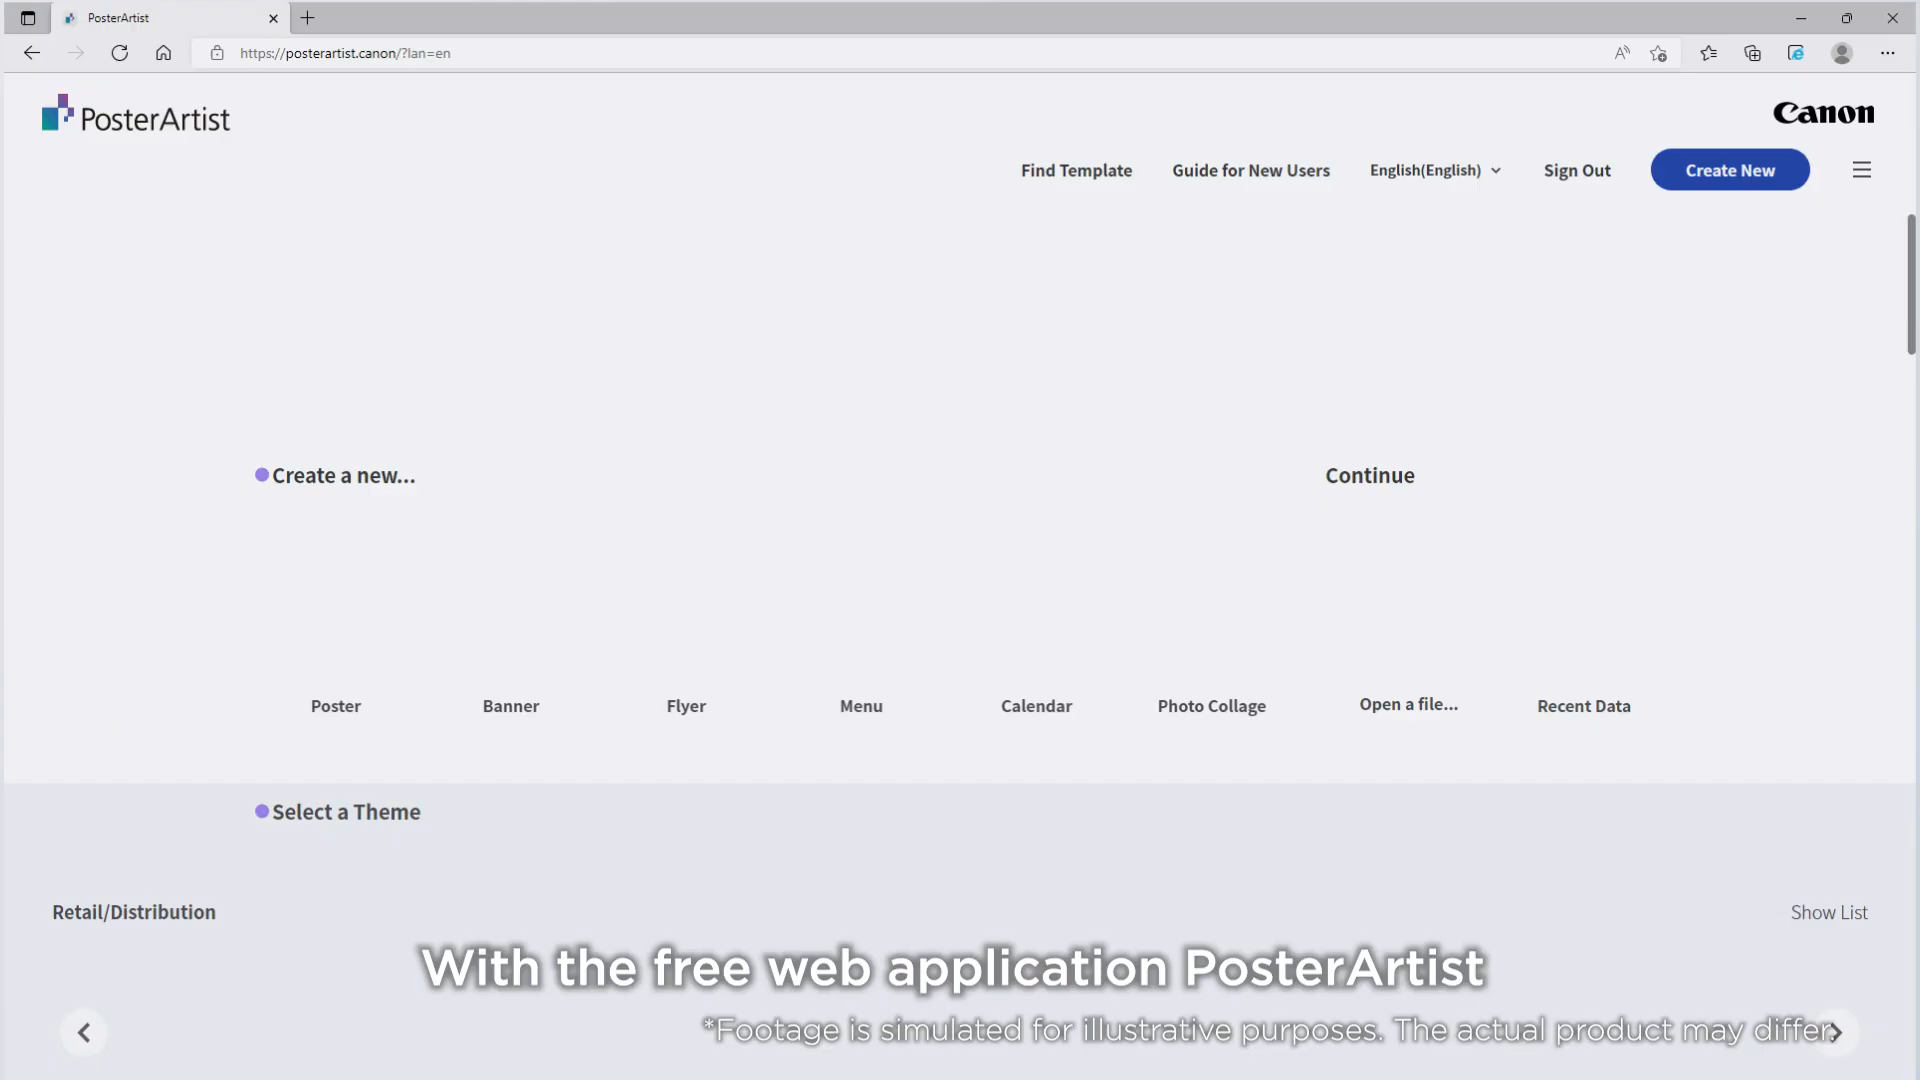 PosterArtist
https://posterartist.canon/?lan=en
PosterArtist
Canon
Find Template
Guide for New Users
English(English)
Sign Out
Create New
Create a new...
Continue
Poster
Banner
Flyer
Menu
Calendar
Photo Collage
Open a file...
Recent Data
Select a Theme
Retail/Distribution
Show List
With the free web application PosterArtist
*Footage is simulated for illustrative purposes. The actual product may differ.